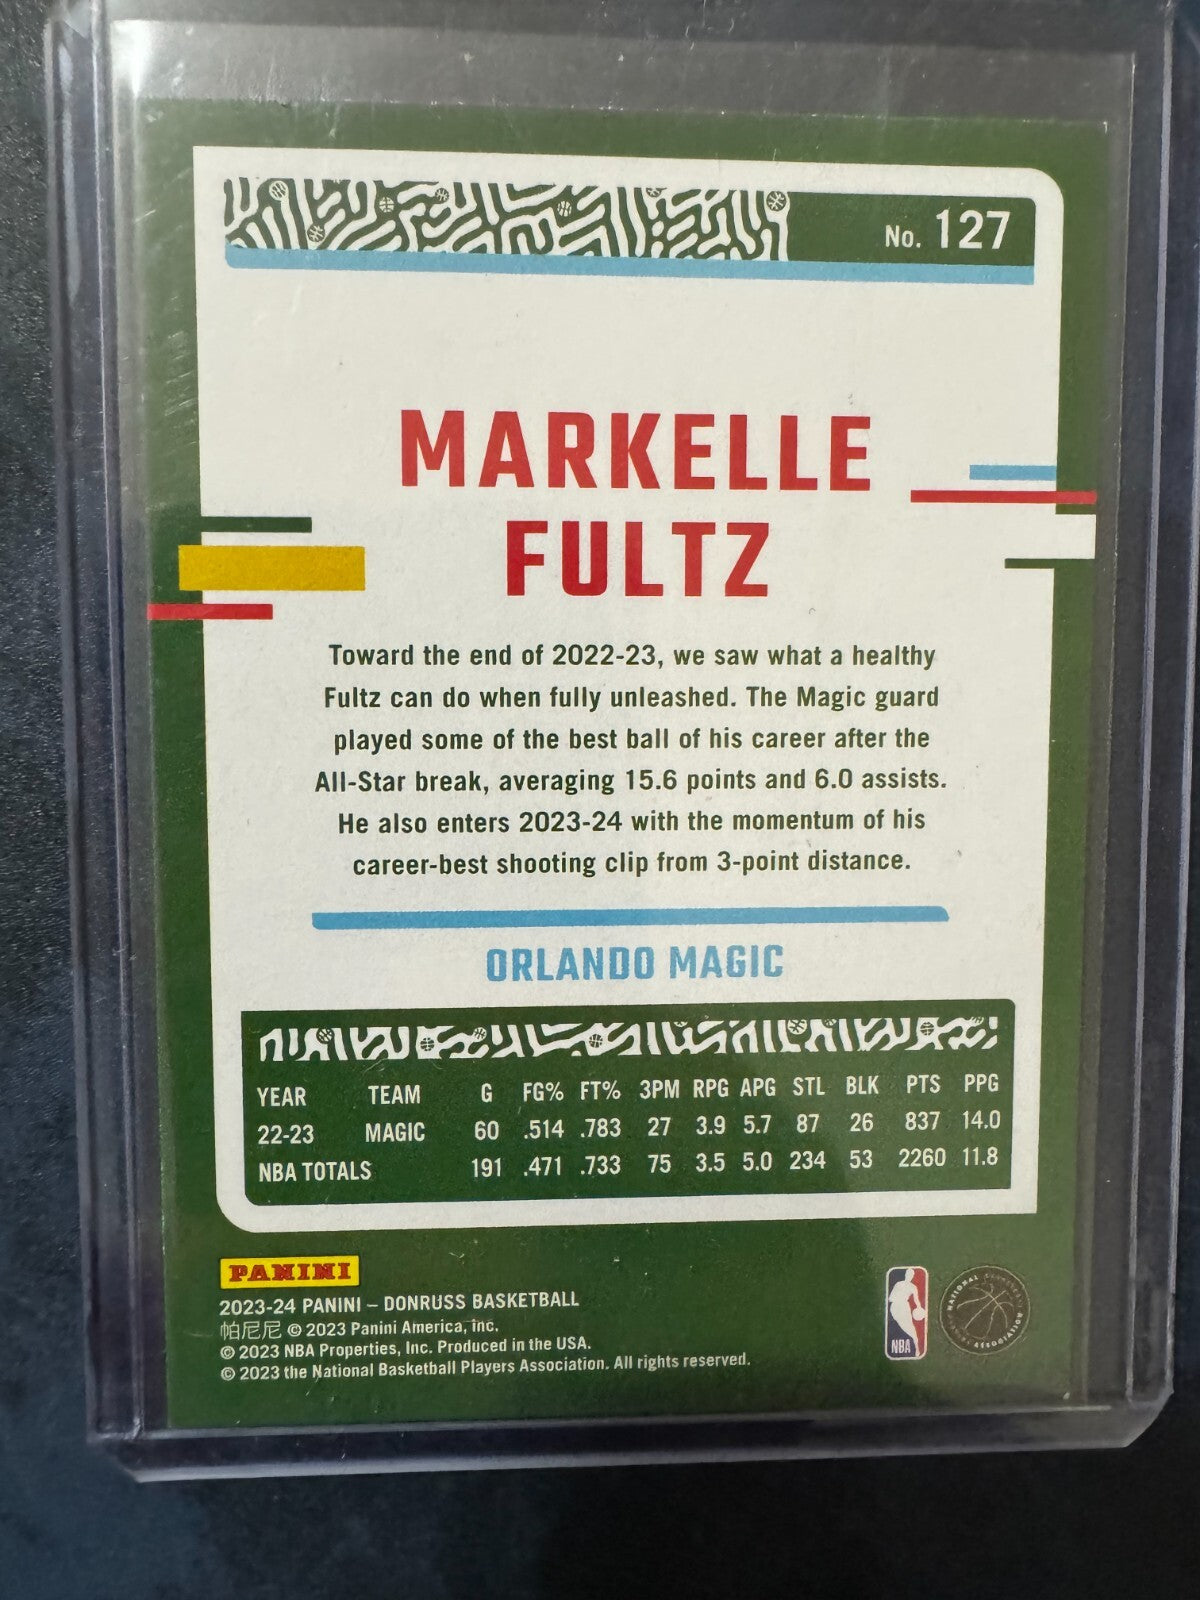 No. 127
MARKELLE
FULTZ
Toward the end of 2022-23, we saw what a healthy
Fultz can do when fully unleashed. The Magic guard
played some of the best ball of his career after the
All-Star break, averaging 15.6 points and 6.0 assists.
He also enters 2023-24 with the momentum of his
career-best shooting clip from 3-point distance.
ORLANDO MAGIC
YEAR TEAM G FG% FT% 3PM RPG APG STL BLK PTS PPG
22-23 MAGIC 60 .514 .783 27 3.9 5.7 87 26 837 14.0
NBA TOTALS 191 .471 .733 75 3.5 5.0 234 53 2260 11.8
PANINI
2023-24 PANINI – DONRUSS BASKETBALL
帕尼尼 © 2023 Panini America, inc.
© 2023 NBA Properties, Inc. Produced in the USA.
© 2023 the National Basketball Players Association. All rights reserved.
NBA
NATIONAL
ASSOCIATION